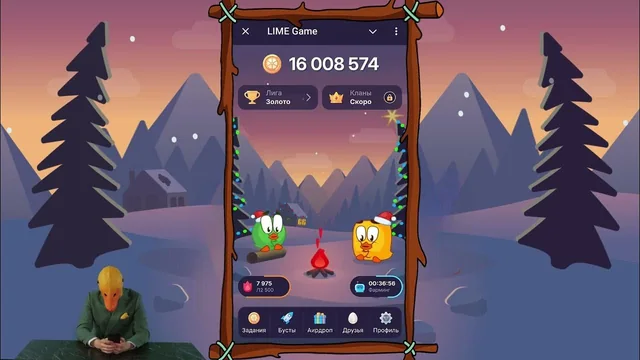 LIME Game
16 008 574
Лига
Золото
Кланы
Скоро
7 975
/12 500
00:36:56
Фарминг
Задания
Бусты
Аирдроп
Друзья
Профиль